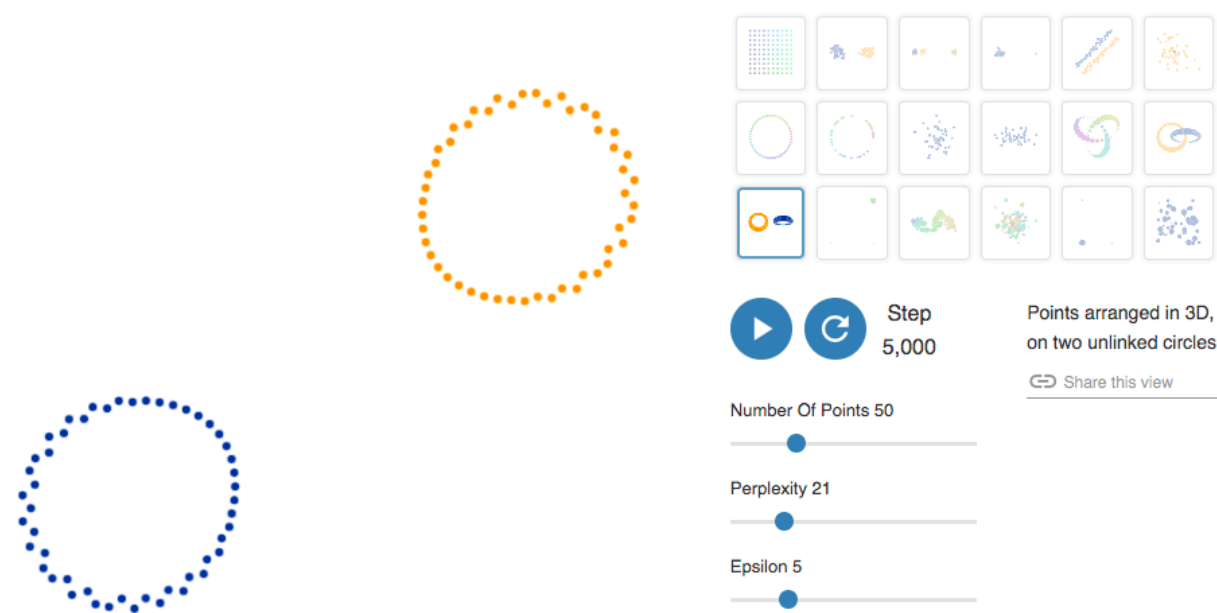 Step
5,000
Points arranged in 3D,
on two unlinked circles
Share this view
Number Of Points 50
Perplexity 21
Epsilon 5